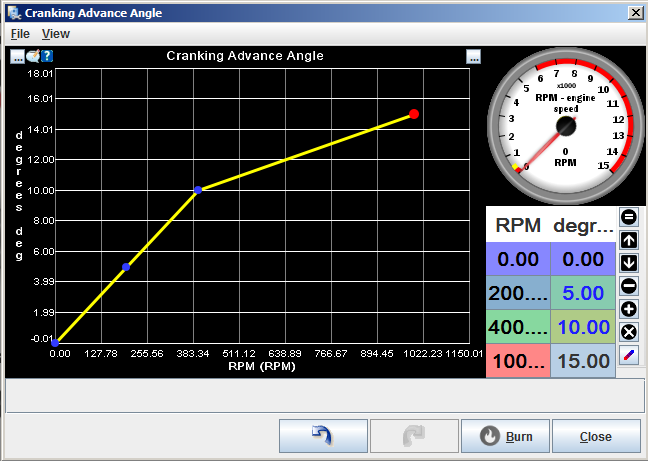 Cranking Advance Angle
File View
... ? Cranking Advance Angle ...
degrees deg
18.01
16.01
14.01
12.00
10.00
8.00
6.00
3.99
1.99
-0.01
0.00 127.78 255.56 383.34 511.12 638.89 766.67 894.45 1022.23 1150.01
RPM (RPM)
0 1 2 3 4 5 6 7 8 9 10 11 12 13 14 15
x1000
RPM - engine
speed
0
RPM
RPM degr...
0.00 0.00
200.... 5.00
400.... 10.00
100... 15.00
Burn Close